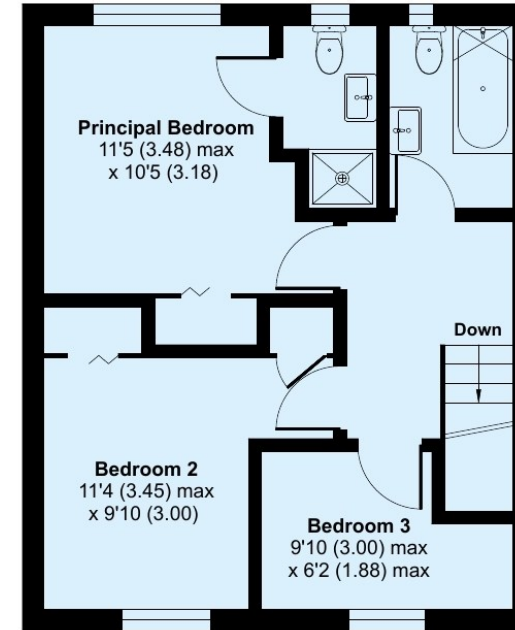 Principal Bedroom
11'5 (3.48) max
x 10'5 (3.18)
Down
Bedroom 2
11'4 (3.45) max
x 9'10 (3.00)
Bedroom 3
9'10 (3.00) max
x 6'2 (1.88) max